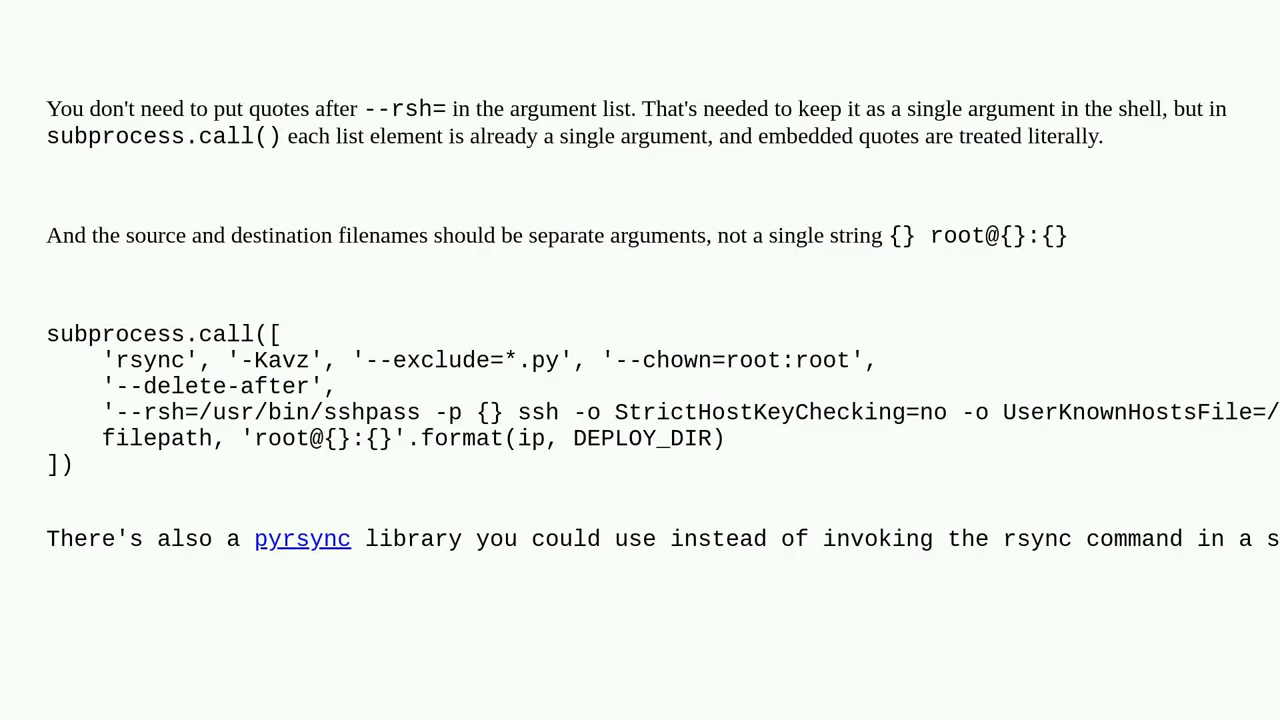 You don't need to put quotes after --rsh= in the argument list. That's needed to keep it as a single argument in the shell, but in
subprocess.call() each list element is already a single argument, and embedded quotes are treated literally.
And the source and destination filenames should be separate arguments, not a single string {} root@{}:{}
subprocess.call([
    'rsync', '-Kavz', '--exclude=*.py', '--chown=root:root',
    '--delete-after',
    '--rsh=/usr/bin/sshpass -p {} ssh -o StrictHostKeyChecking=no -o UserKnownHostsFile=/
    filepath, 'root@{}:{}'.format(ip, DEPLOY_DIR)
])
There's also a pyrsync library you could use instead of invoking the rsync command in a s